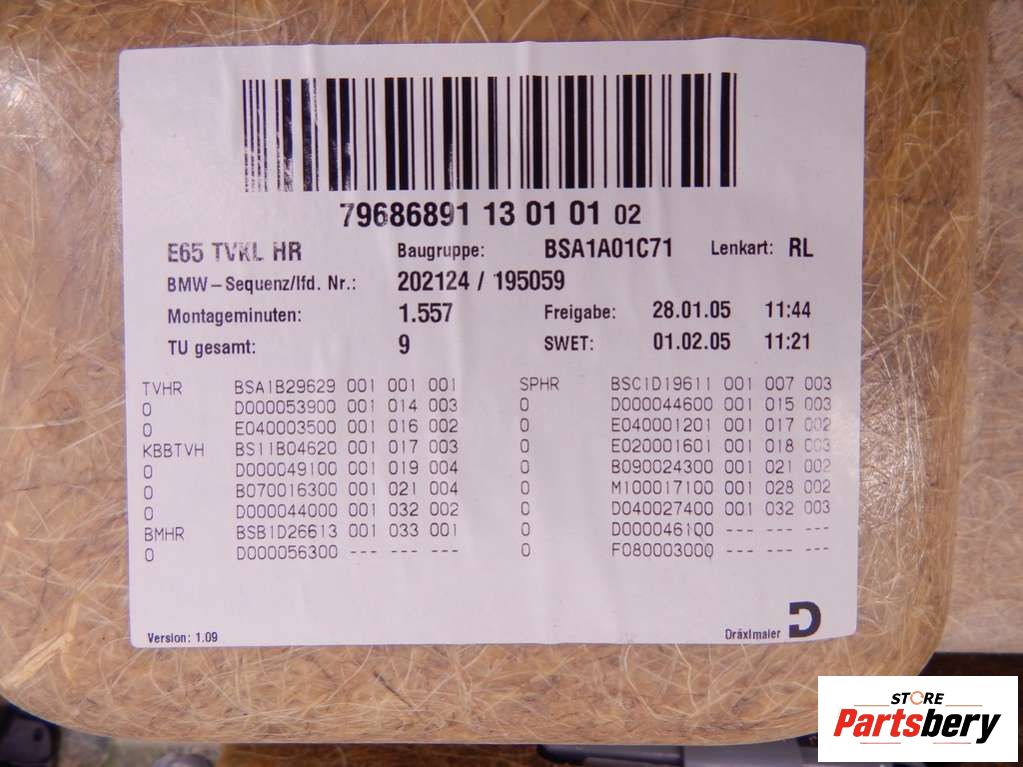 79686891 13 01 01 02
E65 TVKL HR Baugruppe: BSA1A01C71 Lenkart: RL
BMW-Sequenz/lfd. Nr.: 202124 / 195059
Montageminuten: 1.557 Freigabe: 28.01.05 11:44
TU gesamt: 9 SWET: 01.02.05 11:21
TVHR BSA1B29629 001 001 001 SPHR BSC1D19611 001 007 003
0 D000053900 001 014 003 0 D000044600 001 015 003
0 E040003500 001 016 002 0 E040001201 001 017 002
KBBTVH BS11B04620 001 017 003 0 E020001601 001 018 003
0 D000049100 001 019 004 0 B090024300 001 021 002
0 B070016300 001 021 004 0 M100017100 001 028 002
0 D000044000 001 032 002 0 D040027400 001 032 003
BMHR BSB1D26613 001 033 001 0 D000046100 --- --- ---
0 D000056300 --- --- --- 0 F080003000 --- --- ---
Version: 1.09 Dräxlmaier
STORE
Partsbery